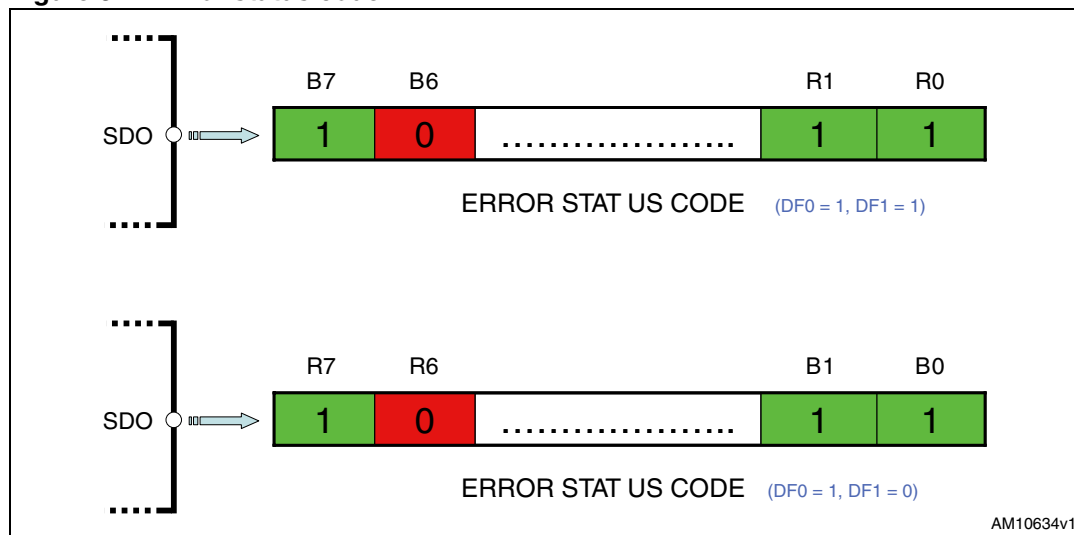 B7 B6 R1 R0
SDO 1 0 ................... 1 1
ERROR STAT US CODE (DF0 = 1, DF1 = 1)
R7 R6 B1 B0
SDO 1 0 ................... 1 1
ERROR STAT US CODE (DF0 = 1, DF1 = 0)
AM10634v1